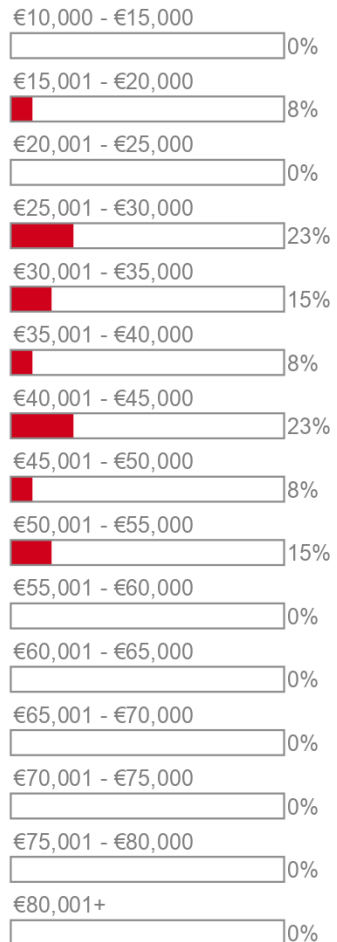 €10,000 - €15,000
0%
€15,001 - €20,000
8%
€20,001 - €25,000
0%
€25,001 - €30,000
23%
€30,001 - €35,000
15%
€35,001 - €40,000
8%
€40,001 - €45,000
23%
€45,001 - €50,000
8%
€50,001 - €55,000
15%
€55,001 - €60,000
0%
€60,001 - €65,000
0%
€65,001 - €70,000
0%
€70,001 - €75,000
0%
€75,001 - €80,000
0%
€80,001+
0%